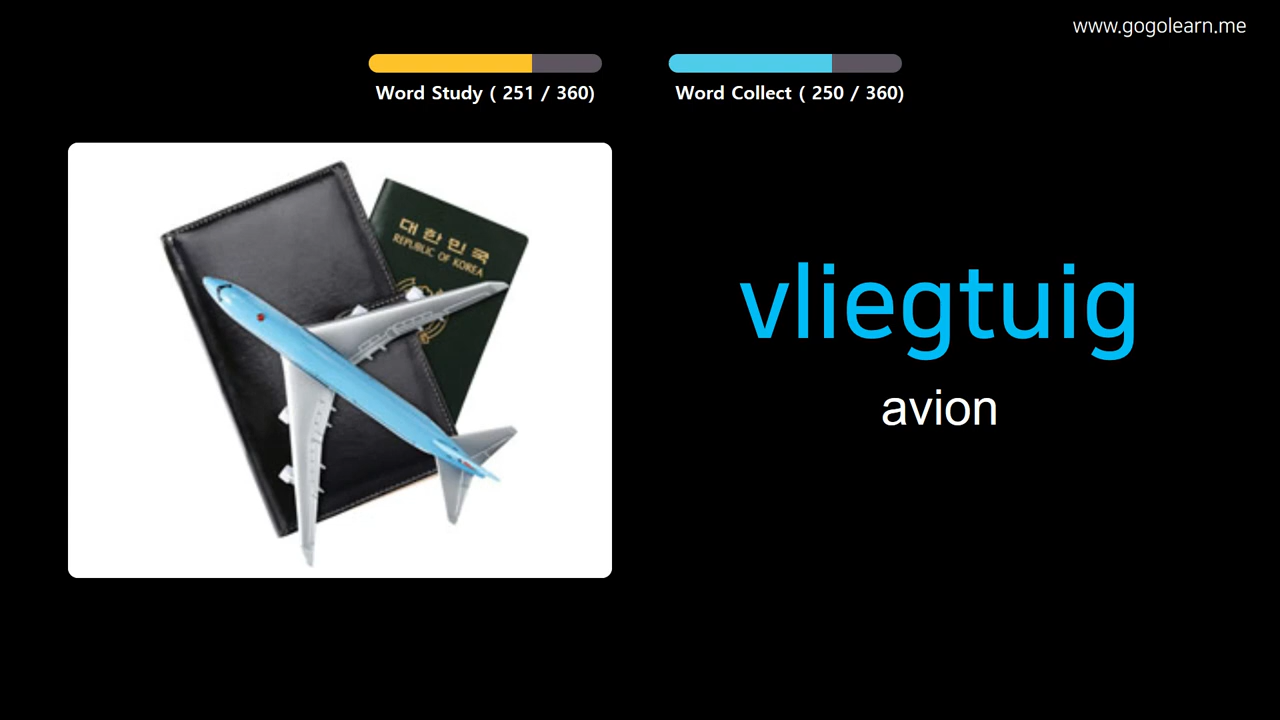 www.gogolearn.me
Word Study ( 251 / 360)
Word Collect ( 250 / 360)
대한민국
REPUBLIC OF KOREA
vliegtuig
avion